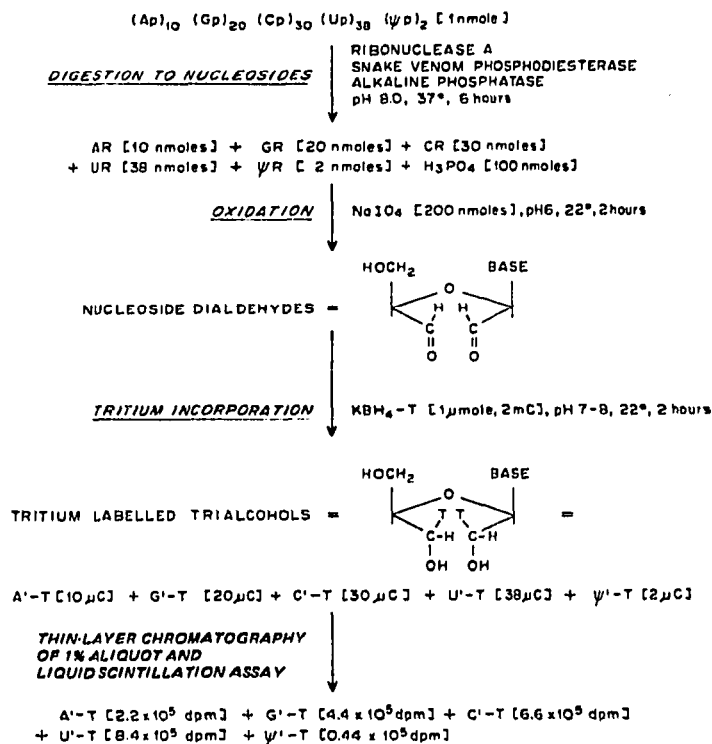 (Ap)10 (Gp)20 (Cp)30 (Up)38 (ψp)2 [1nmole]
RIBONUCLEASE A
SNAKE VENOM PHOSPHODIESTERASE
ALKALINE PHOSPHATASE
pH 8.0, 37°, 6 hours
DIGESTION TO NUCLEOSIDES
AR [10 nmoles] + GR [20 nmoles] + CR [30 nmoles]
+ UR [38 nmoles] + ψR [ 2 nmoles] + H3PO4 [100 nmoles]
OXIDATION
NaIO4 [200 nmoles], pH6, 22°, 2hours
HOCH2 BASE
O
H H
NUCLEOSIDE DIALDEHYDES =
C C
O O
TRITIUM INCORPORATION
KBH4-T [1μmole, 2mC], pH 7-8, 22°, 2 hours
HOCH2 BASE
O
TRITIUM LABELLED TRIALCOHOLS = T T =
C-H C-H
OH OH
A'-T [10μC] + G'-T [20μC] + C'-T [30μC] + U'-T [38μC] + ψ'-T [2μC]
THIN-LAYER CHROMATOGRAPHY
OF 1% ALIQUOT AND
LIQUID SCINTILLATION ASSAY
A'-T [2.2 x 10^5 dpm] + G'-T [4.4 x 10^5 dpm] + C'-T [6.6 x 10^5 dpm]
+ U'-T [8.4 x 10^5 dpm] + ψ'-T [0.44 x 10^5 dpm]